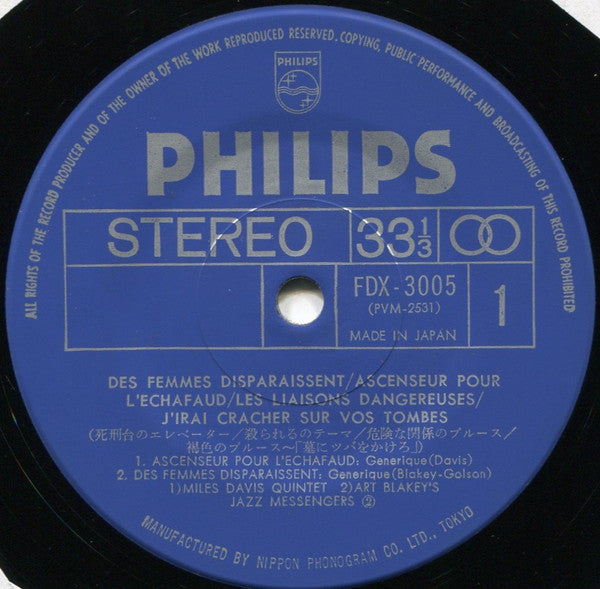 ALL RIGHTS OF THE RECORD PRODUCER AND OF THE OWNER OF THE WORK REPRODUCED RESERVED. COPYING, PUBLIC PERFORMANCE AND BROADCASTING OF THIS RECORD PROHIBITED
PHILIPS
PHILIPS
STEREO 33 1/3
FDX-3005
(PVM-2531)
MADE IN JAPAN
1
DES FEMMES DISPARAISSENT/ASCENSEUR POUR
L'ECHAFAUD/LES LIAISONS DANGEREUSES/
J'IRAI CRACHER SUR VOS TOMBES
(死刑台のエレベーター/殺られるのテーマ/危険な関係のブルース/
褐色のブルース〜「墓にツバをかけろ」)
1. ASCENSEUR POUR L'ECHAFAUD: Generique(Davis)
2. DES FEMMES DISPARAISSENT: Generique(Blakey-Golson)
1)MILES DAVIS QUINTET 2)ART BLAKEY'S
JAZZ MESSENGERS ②
MANUFACTURED BY NIPPON PHONOGRAM CO. LTD., TOKYO